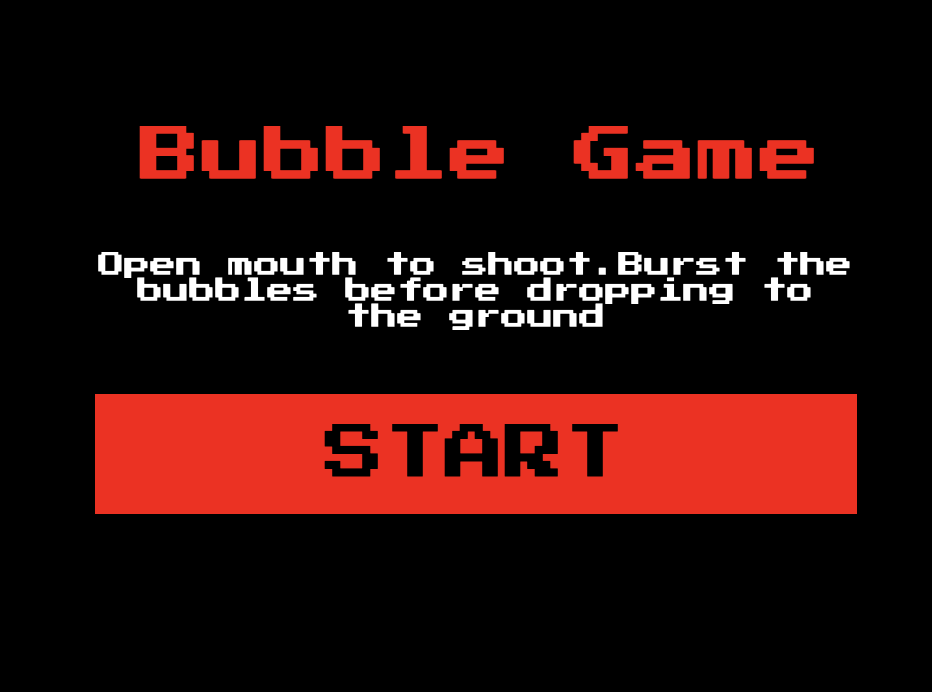 Bubble Game
Open mouth to shoot.Burst the
bubbles before dropping to
the ground
START